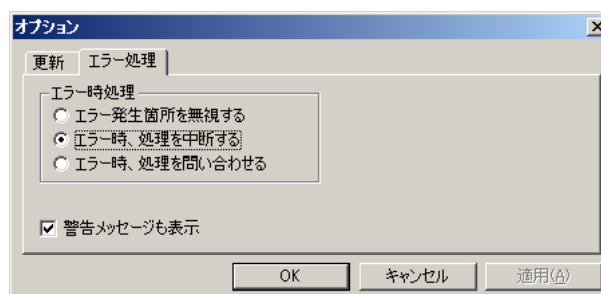 オプション
更新 エラー処理
エラー時処理
エラー発生箇所を無視する
エラー時、処理を中断する
エラー時、処理を問い合わせる
警告メッセージも表示
OK キャンセル 適用(A)